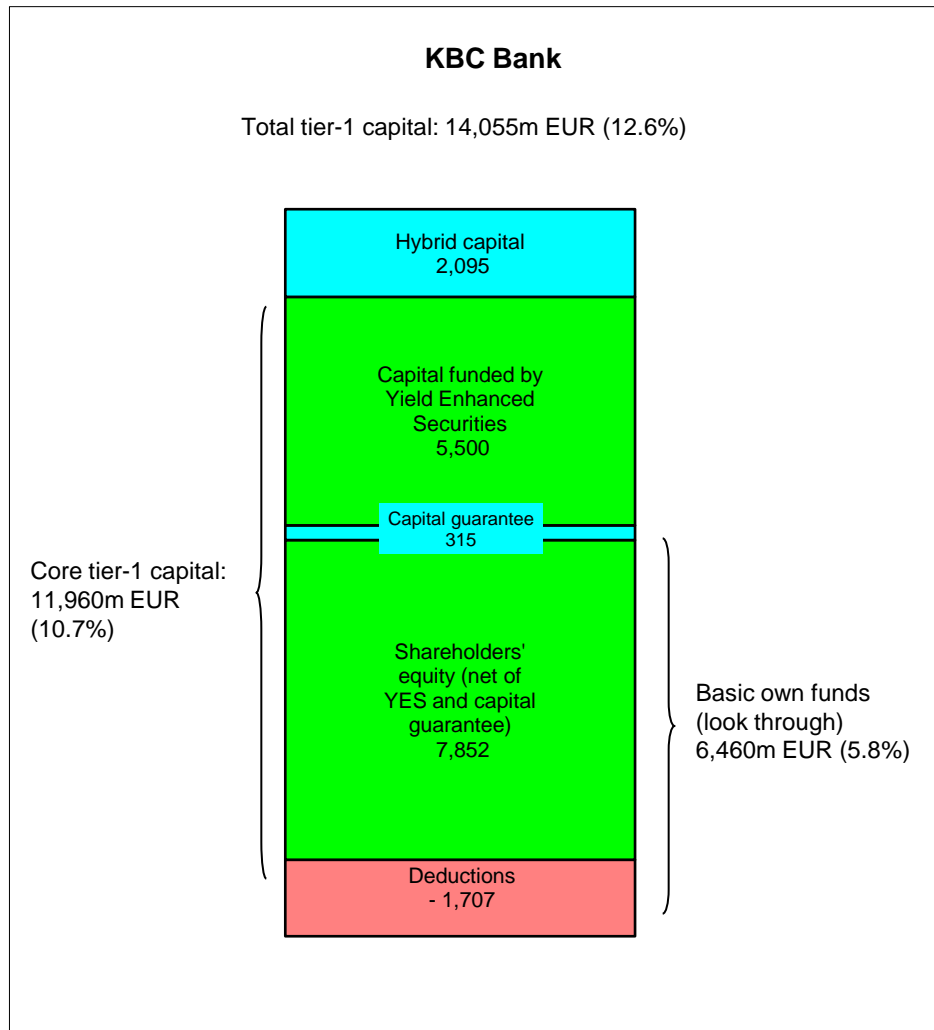 KBC Bank
Total tier-1 capital: 14,055m EUR (12.6%)
Hybrid capital
2,095
Capital funded by
Yield Enhanced
Securities
5,500
Capital guarantee
315
Core tier-1 capital:
11,960m EUR
(10.7%)
Shareholders'
equity (net of
YES and capital
guarantee)
7,852
Basic own funds
(look through)
6,460m EUR (5.8%)
Deductions
- 1,707